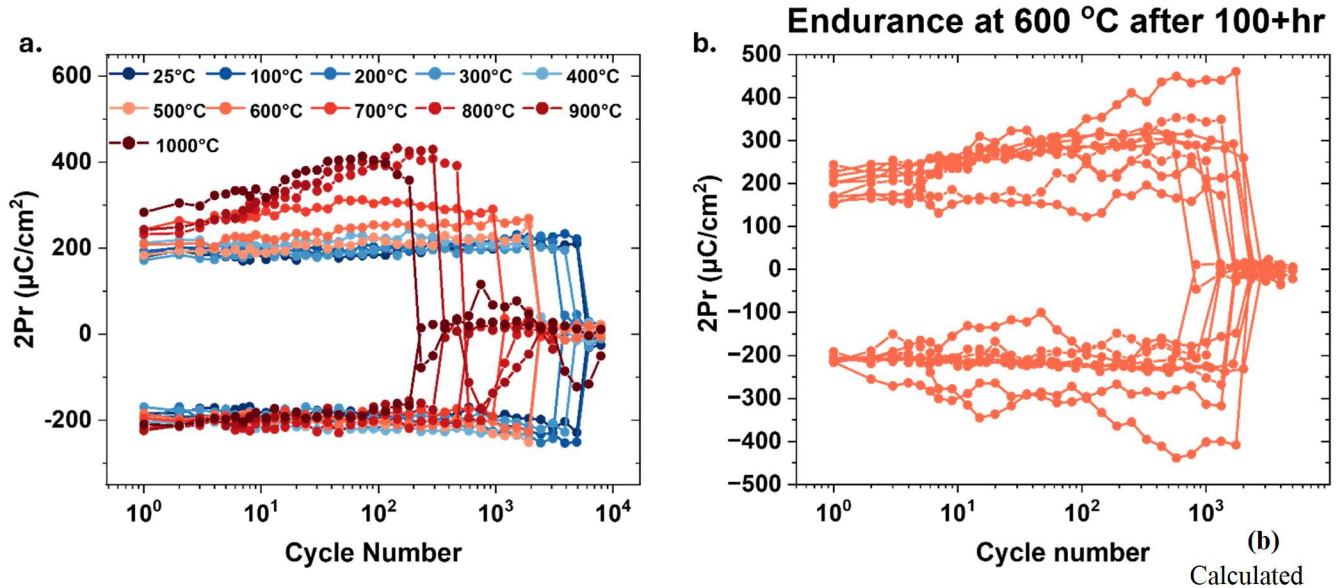 Endurance at 600 °C after 100+hr
a.
2Pr (µC/cm²)
600
400
200
0
-200
25°C 100°C 200°C 300°C 400°C
500°C 600°C 700°C 800°C 900°C
1000°C
10⁰ 10¹ 10² 10³ 10⁴
Cycle Number
b.
2Pr (µC/cm²)
500
400
300
200
100
0
−100
−200
−300
−400
−500
10⁰ 10¹ 10² 10³
Cycle number
(b)
Calculated